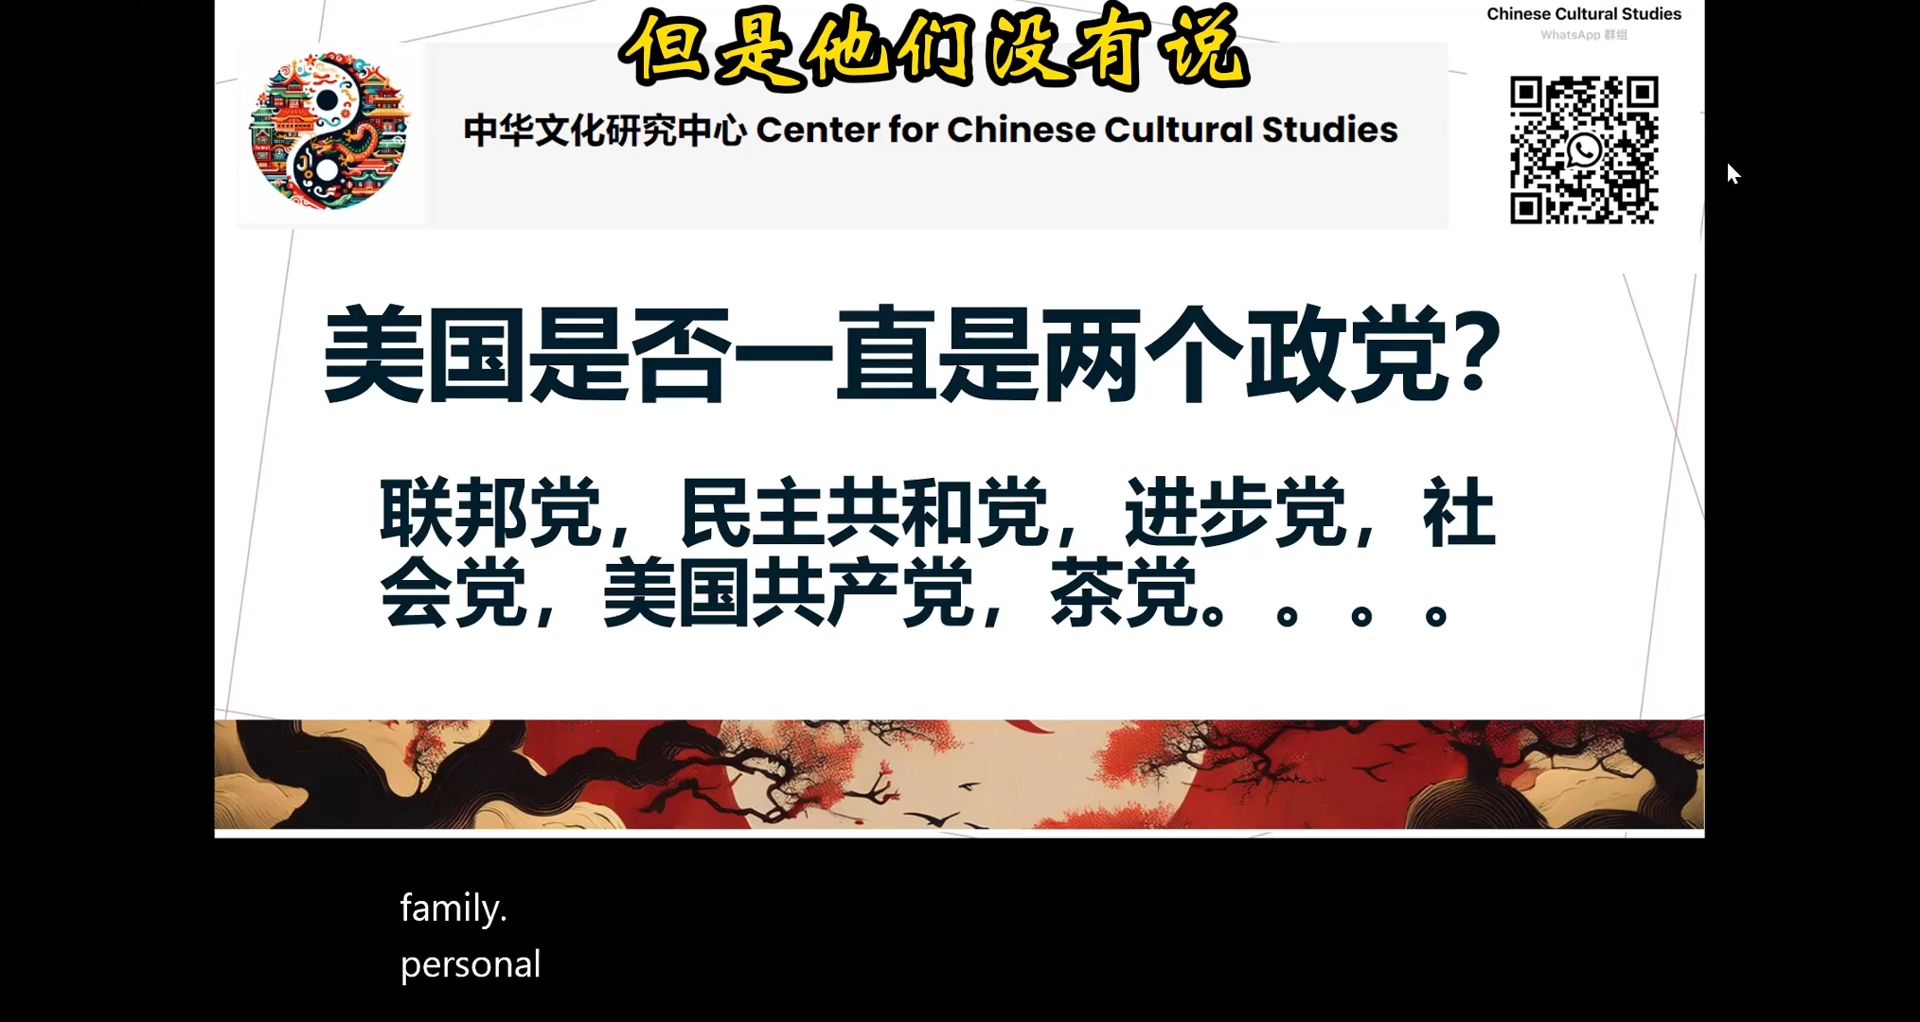 但是他们没有说
Chinese Cultural Studies
WhatsApp 群组
中华文化研究中心 Center for Chinese Cultural Studies
美国是否一直是两个政党？
联邦党，民主共和党，进步党，社
会党，美国共产党，茶党。。。。
family.
personal